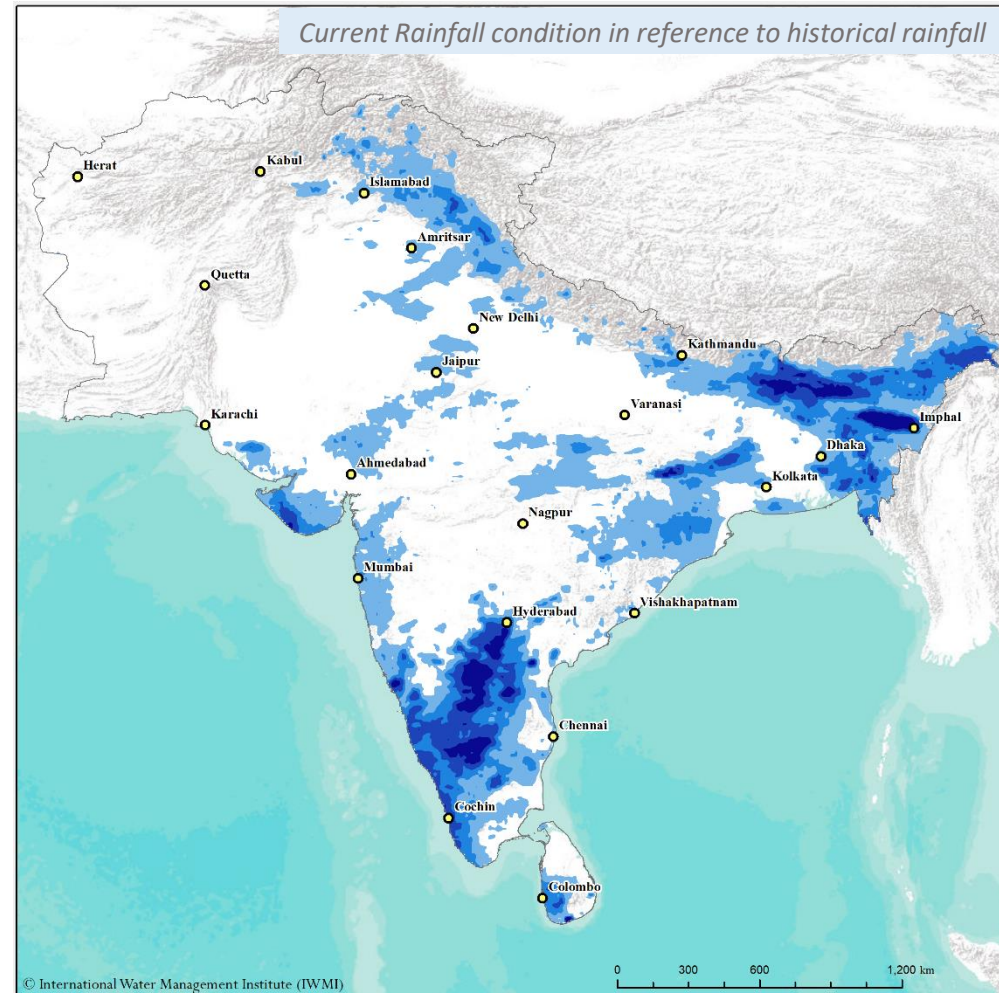 Current Rainfall condition in reference to historical rainfall
Herat
Kabul
Islamabad
Amritsar
Quetta
New Delhi
Kathmandu
Jaipur
Karachi
Varanasi
Imphal
Dhaka
Ahmedabad
Kolkata
Nagpur
Mumbai
Vishakhapatnam
Hyderabad
Chennai
Cochin
Colombo
0 300 600 1,200 km
© International Water Management Institute (IWMI)